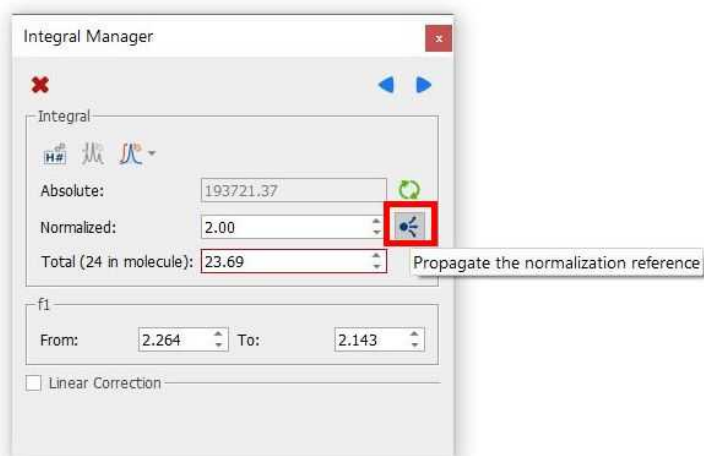 Integral Manager
x
Integral
H#
Absolute: 193721.37
Normalized: 2.00
Total (24 in molecule): 23.69
Propagate the normalization reference
f1
From: 2.264 To: 2.143
Linear Correction